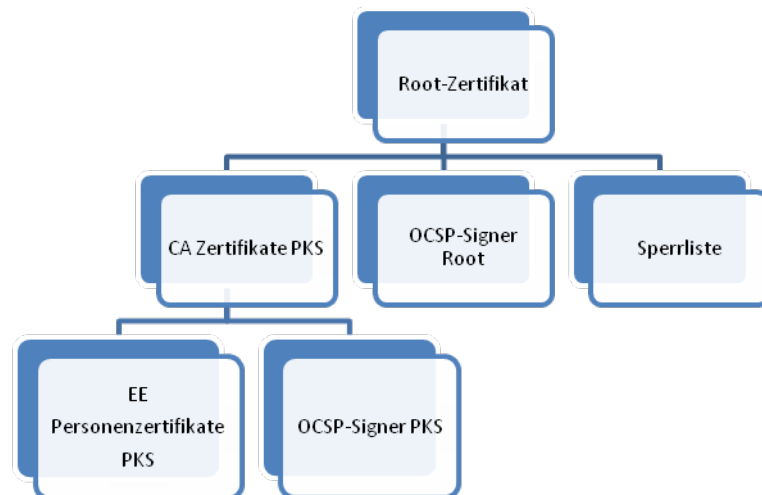 Root-Zertifikat
CA Zertifikate PKS
OCSP-Signer
Root
Sperrliste
EE
Personenzertifikate
PKS
OCSP-Signer PKS